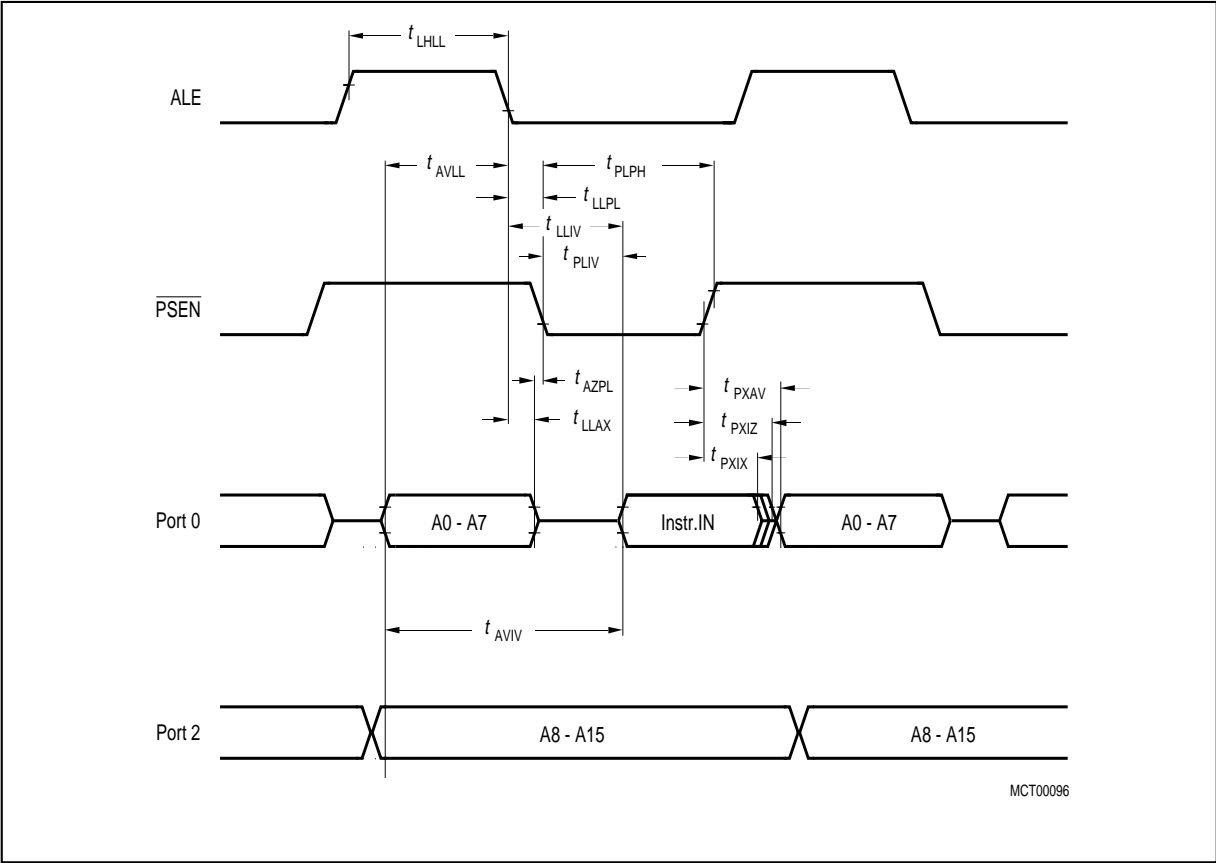 t LHLL
ALE
t AVLL
t PLPH
t LLPL
t LLIV
t PLIV
PSEN
t AZPL
t PXAV
t LLAX
t PXIZ
t PXIX
Port 0
A0 - A7
Instr.IN
A0 - A7
t AVIV
Port 2
A8 - A15
A8 - A15
MCT00096